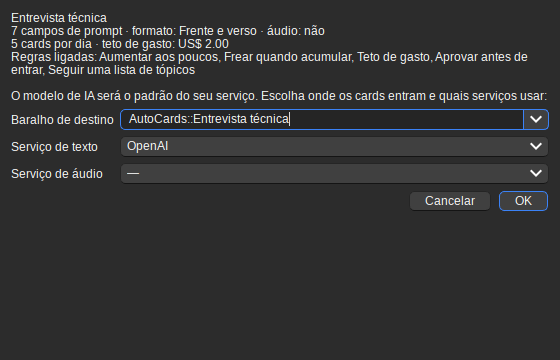 Entrevista técnica
7 campos de prompt · formato: Frente e verso · áudio: não
5 cards por dia · teto de gasto: US$ 2.00
Regras ligadas: Aumentar aos poucos, Frear quando acumular, Teto de gasto, Aprovar antes de
entrar, Seguir uma lista de tópicos
O modelo de IA será o padrão do seu serviço. Escolha onde os cards entram e quais serviços usar:
Baralho de destino AutoCards::Entrevista técnica
Serviço de texto OpenAI
Serviço de áudio —
Cancelar OK